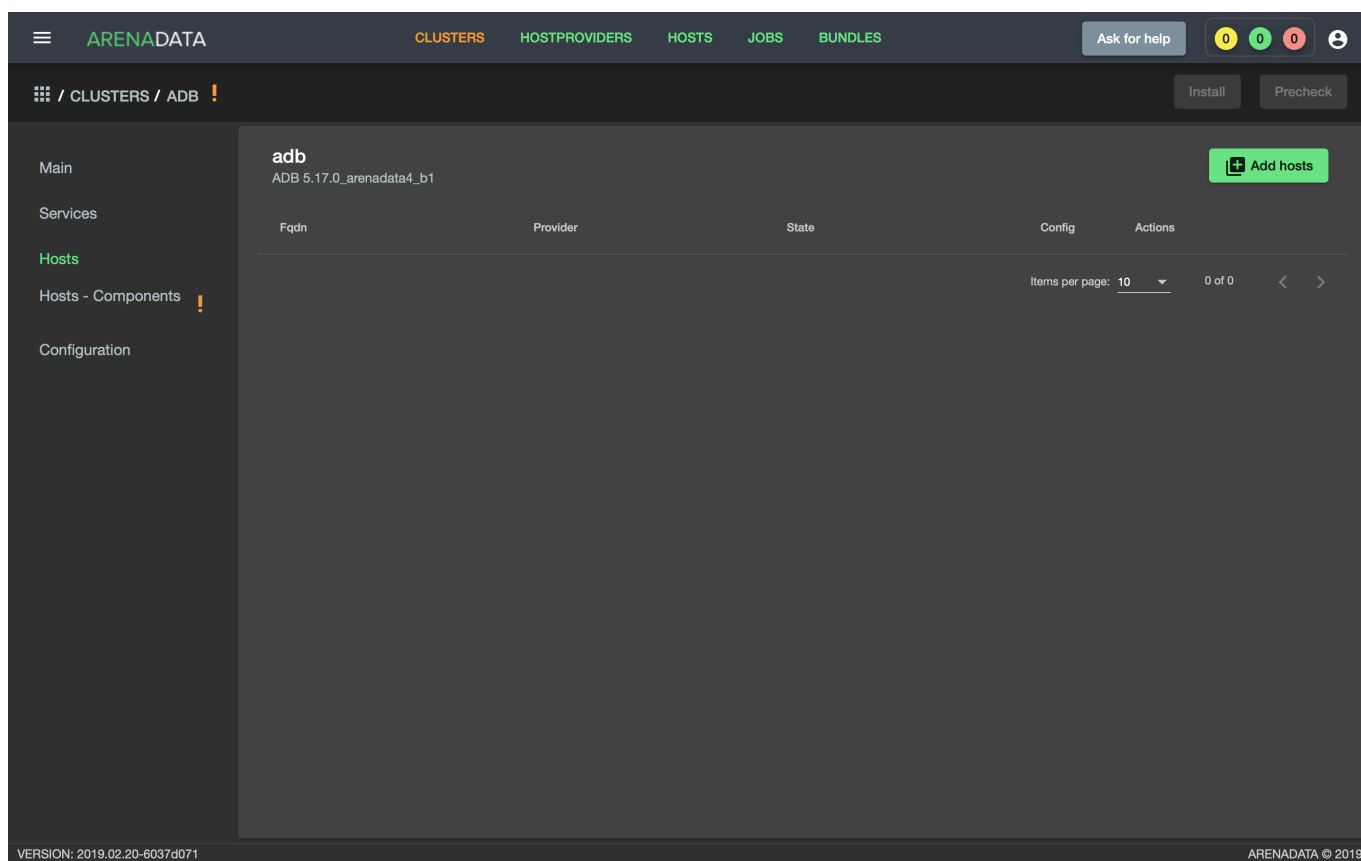 ARENADATA CLUSTERS HOSTPROVIDERS HOSTS JOBS BUNDLES Ask for help 0 0 0
/ CLUSTERS / ADB ! Install Precheck
Main
Services
Hosts
Hosts - Components !
Configuration
adb
ADB 5.17.0_arenadata4_b1
Add hosts
Fqdn Provider State Config Actions
Items per page: 10 0 of 0
VERSION: 2019.02.20-6037d071 ARENADATA © 2019